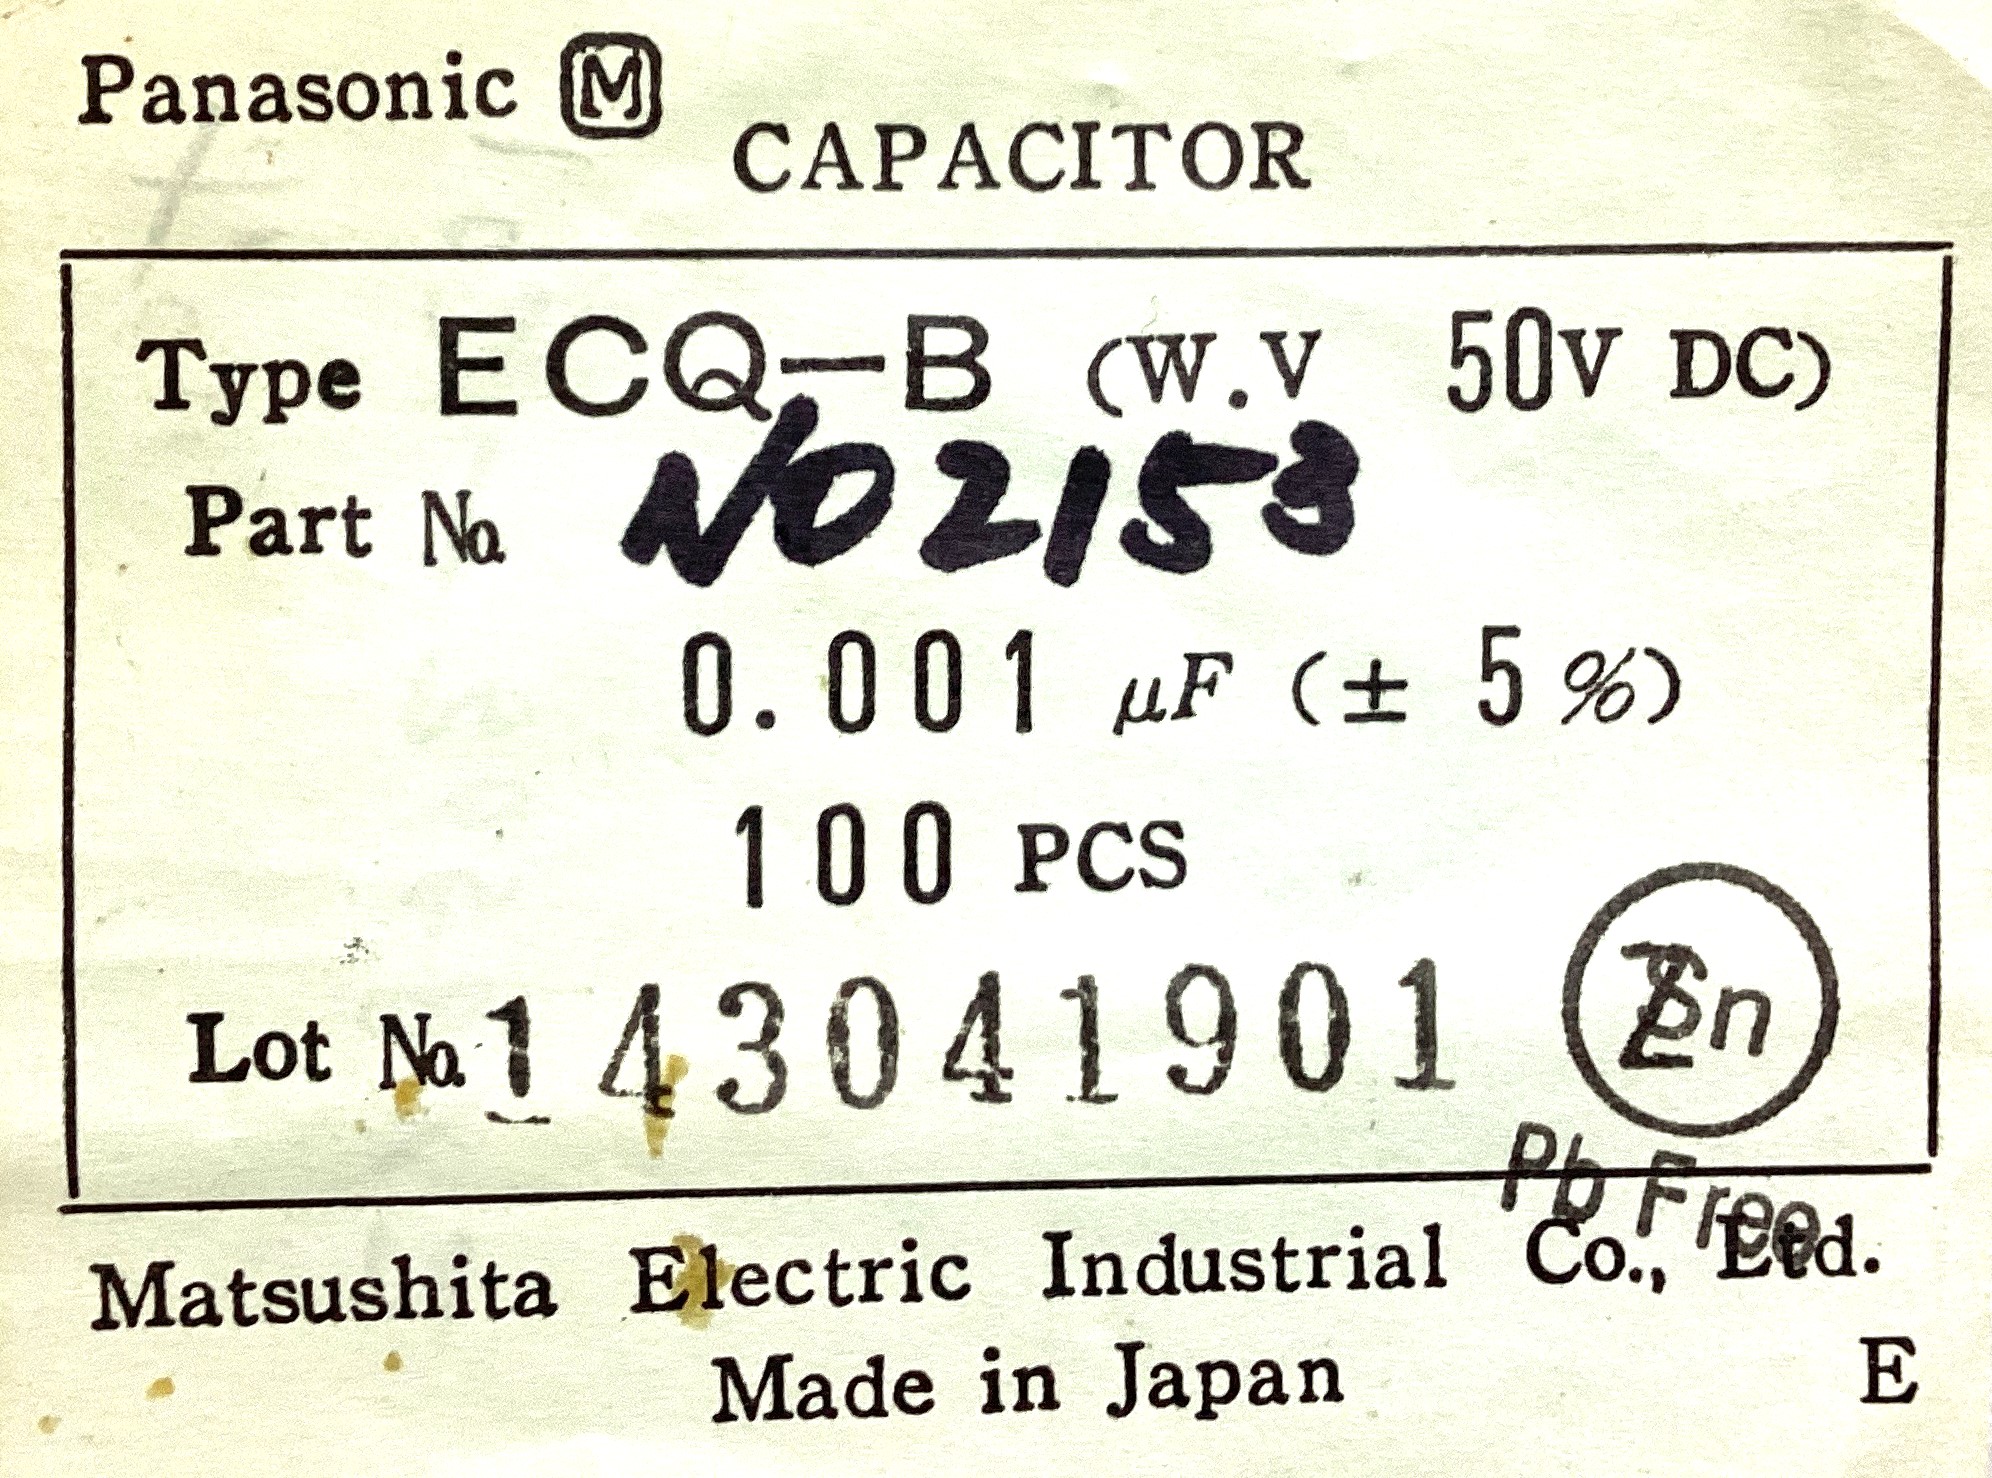 Panasonic M
CAPACITOR
Type ECQ-B (W.V 50V DC)
Part No. NO2153
0.001 µF (± 5 %)
100 PCS
Lot No. 143041901
Pb Free
Matsushita Electric Industrial Co., Ltd.
Made in Japan E